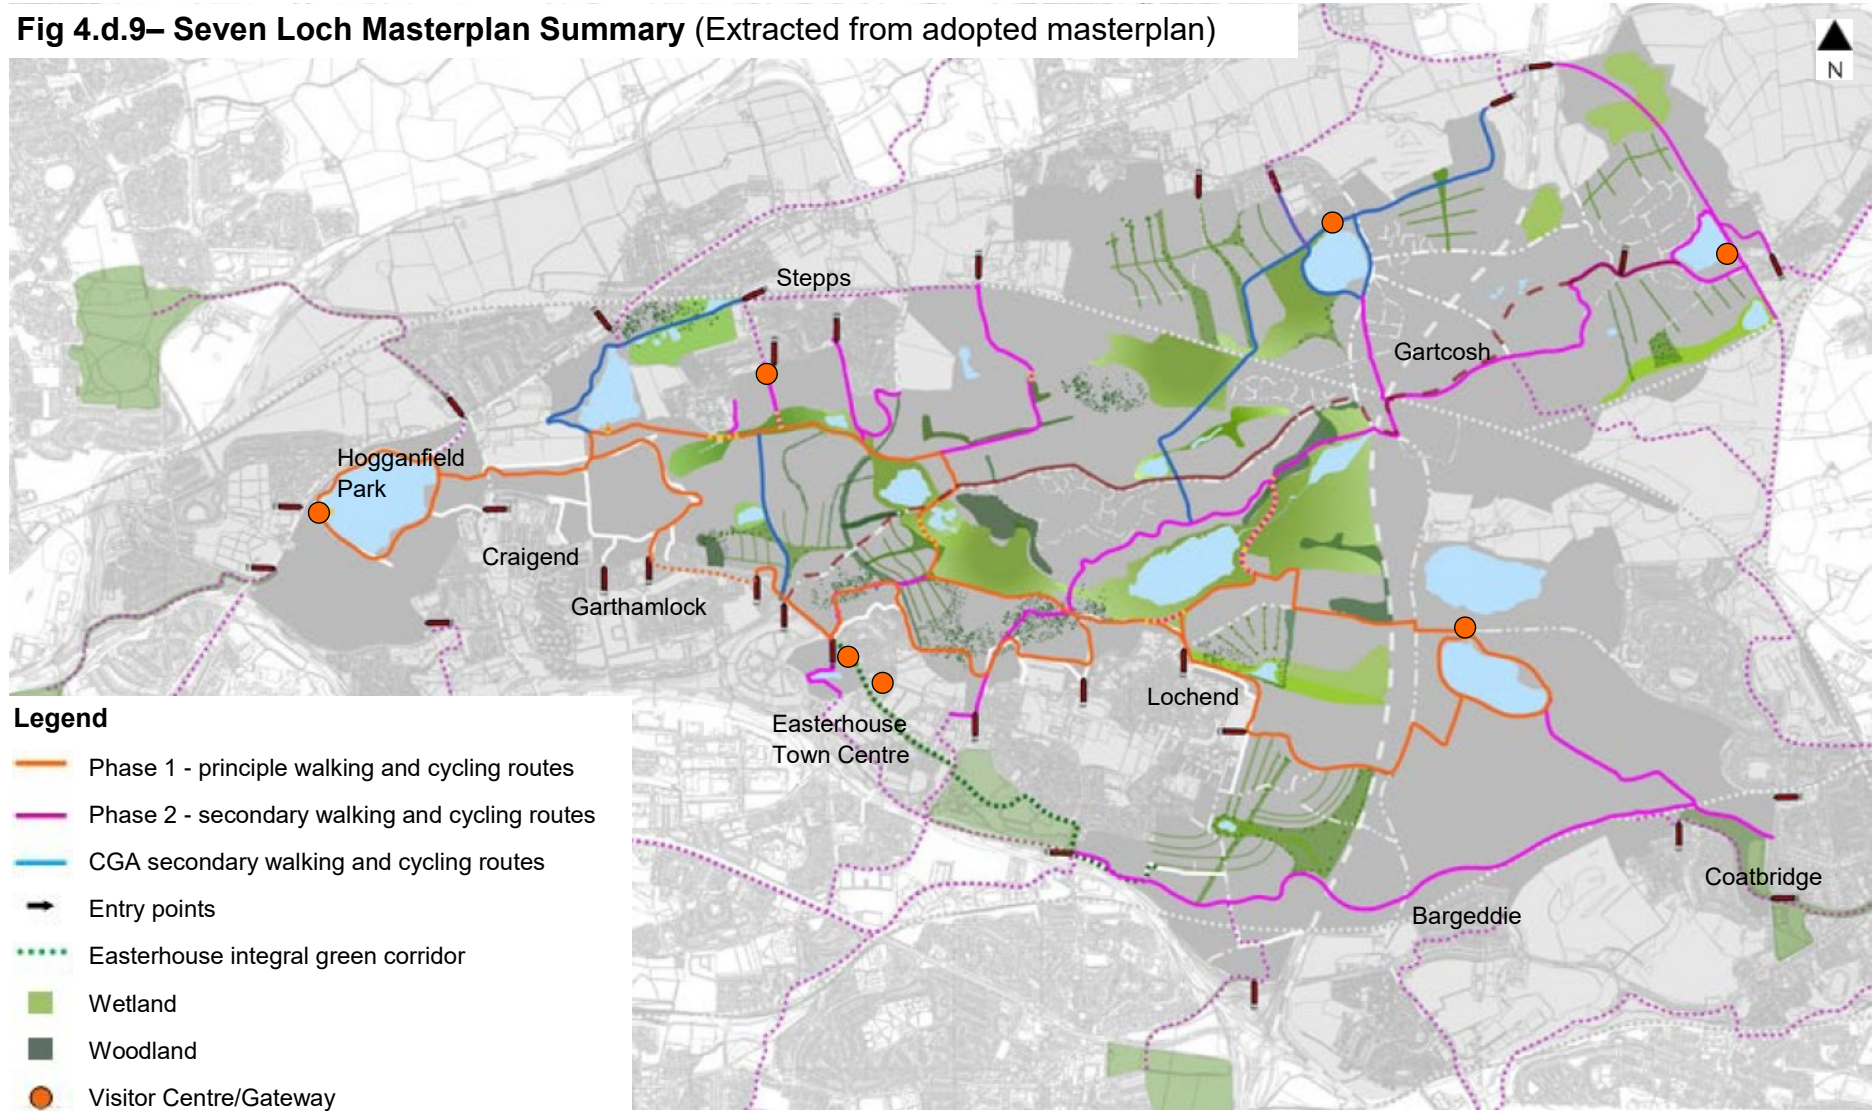 Fig 4.d.9– Seven Loch Masterplan Summary (Extracted from adopted masterplan)
N
Stepps
Gartcosh
Hogganfield
Park
Craigend
Garthamlock
Lochend
Easterhouse
Town Centre
Coatbridge
Bargeddie
Legend
Phase 1 - principle walking and cycling routes
Phase 2 - secondary walking and cycling routes
CGA secondary walking and cycling routes
Entry points
Easterhouse integral green corridor
Wetland
Woodland
Visitor Centre/Gateway